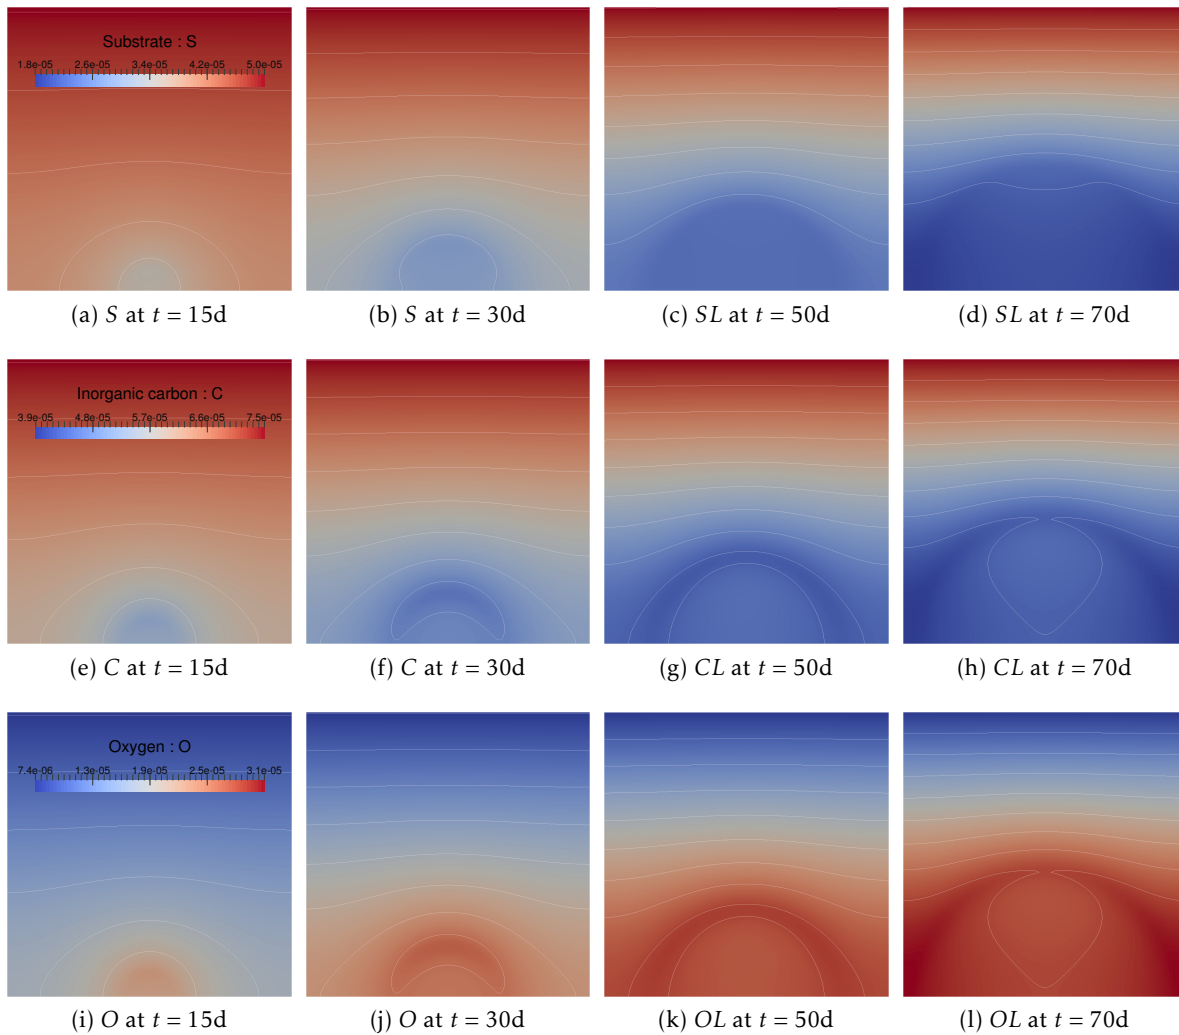 Substrate : S
1.8e-05 2.6e-05 3.4e-05 4.2e-05 5.0e-05
(a) S at t = 15d
(b) S at t = 30d
(c) SL at t = 50d
(d) SL at t = 70d
Inorganic carbon : C
3.9e-05 4.8e-05 5.7e-05 6.6e-05 7.5e-05
(e) C at t = 15d
(f) C at t = 30d
(g) CL at t = 50d
(h) CL at t = 70d
Oxygen : O
7.4e-06 1.3e-05 1.9e-05 2.5e-05 3.1e-05
(i) O at t = 15d
(j) O at t = 30d
(k) OL at t = 50d
(l) OL at t = 70d